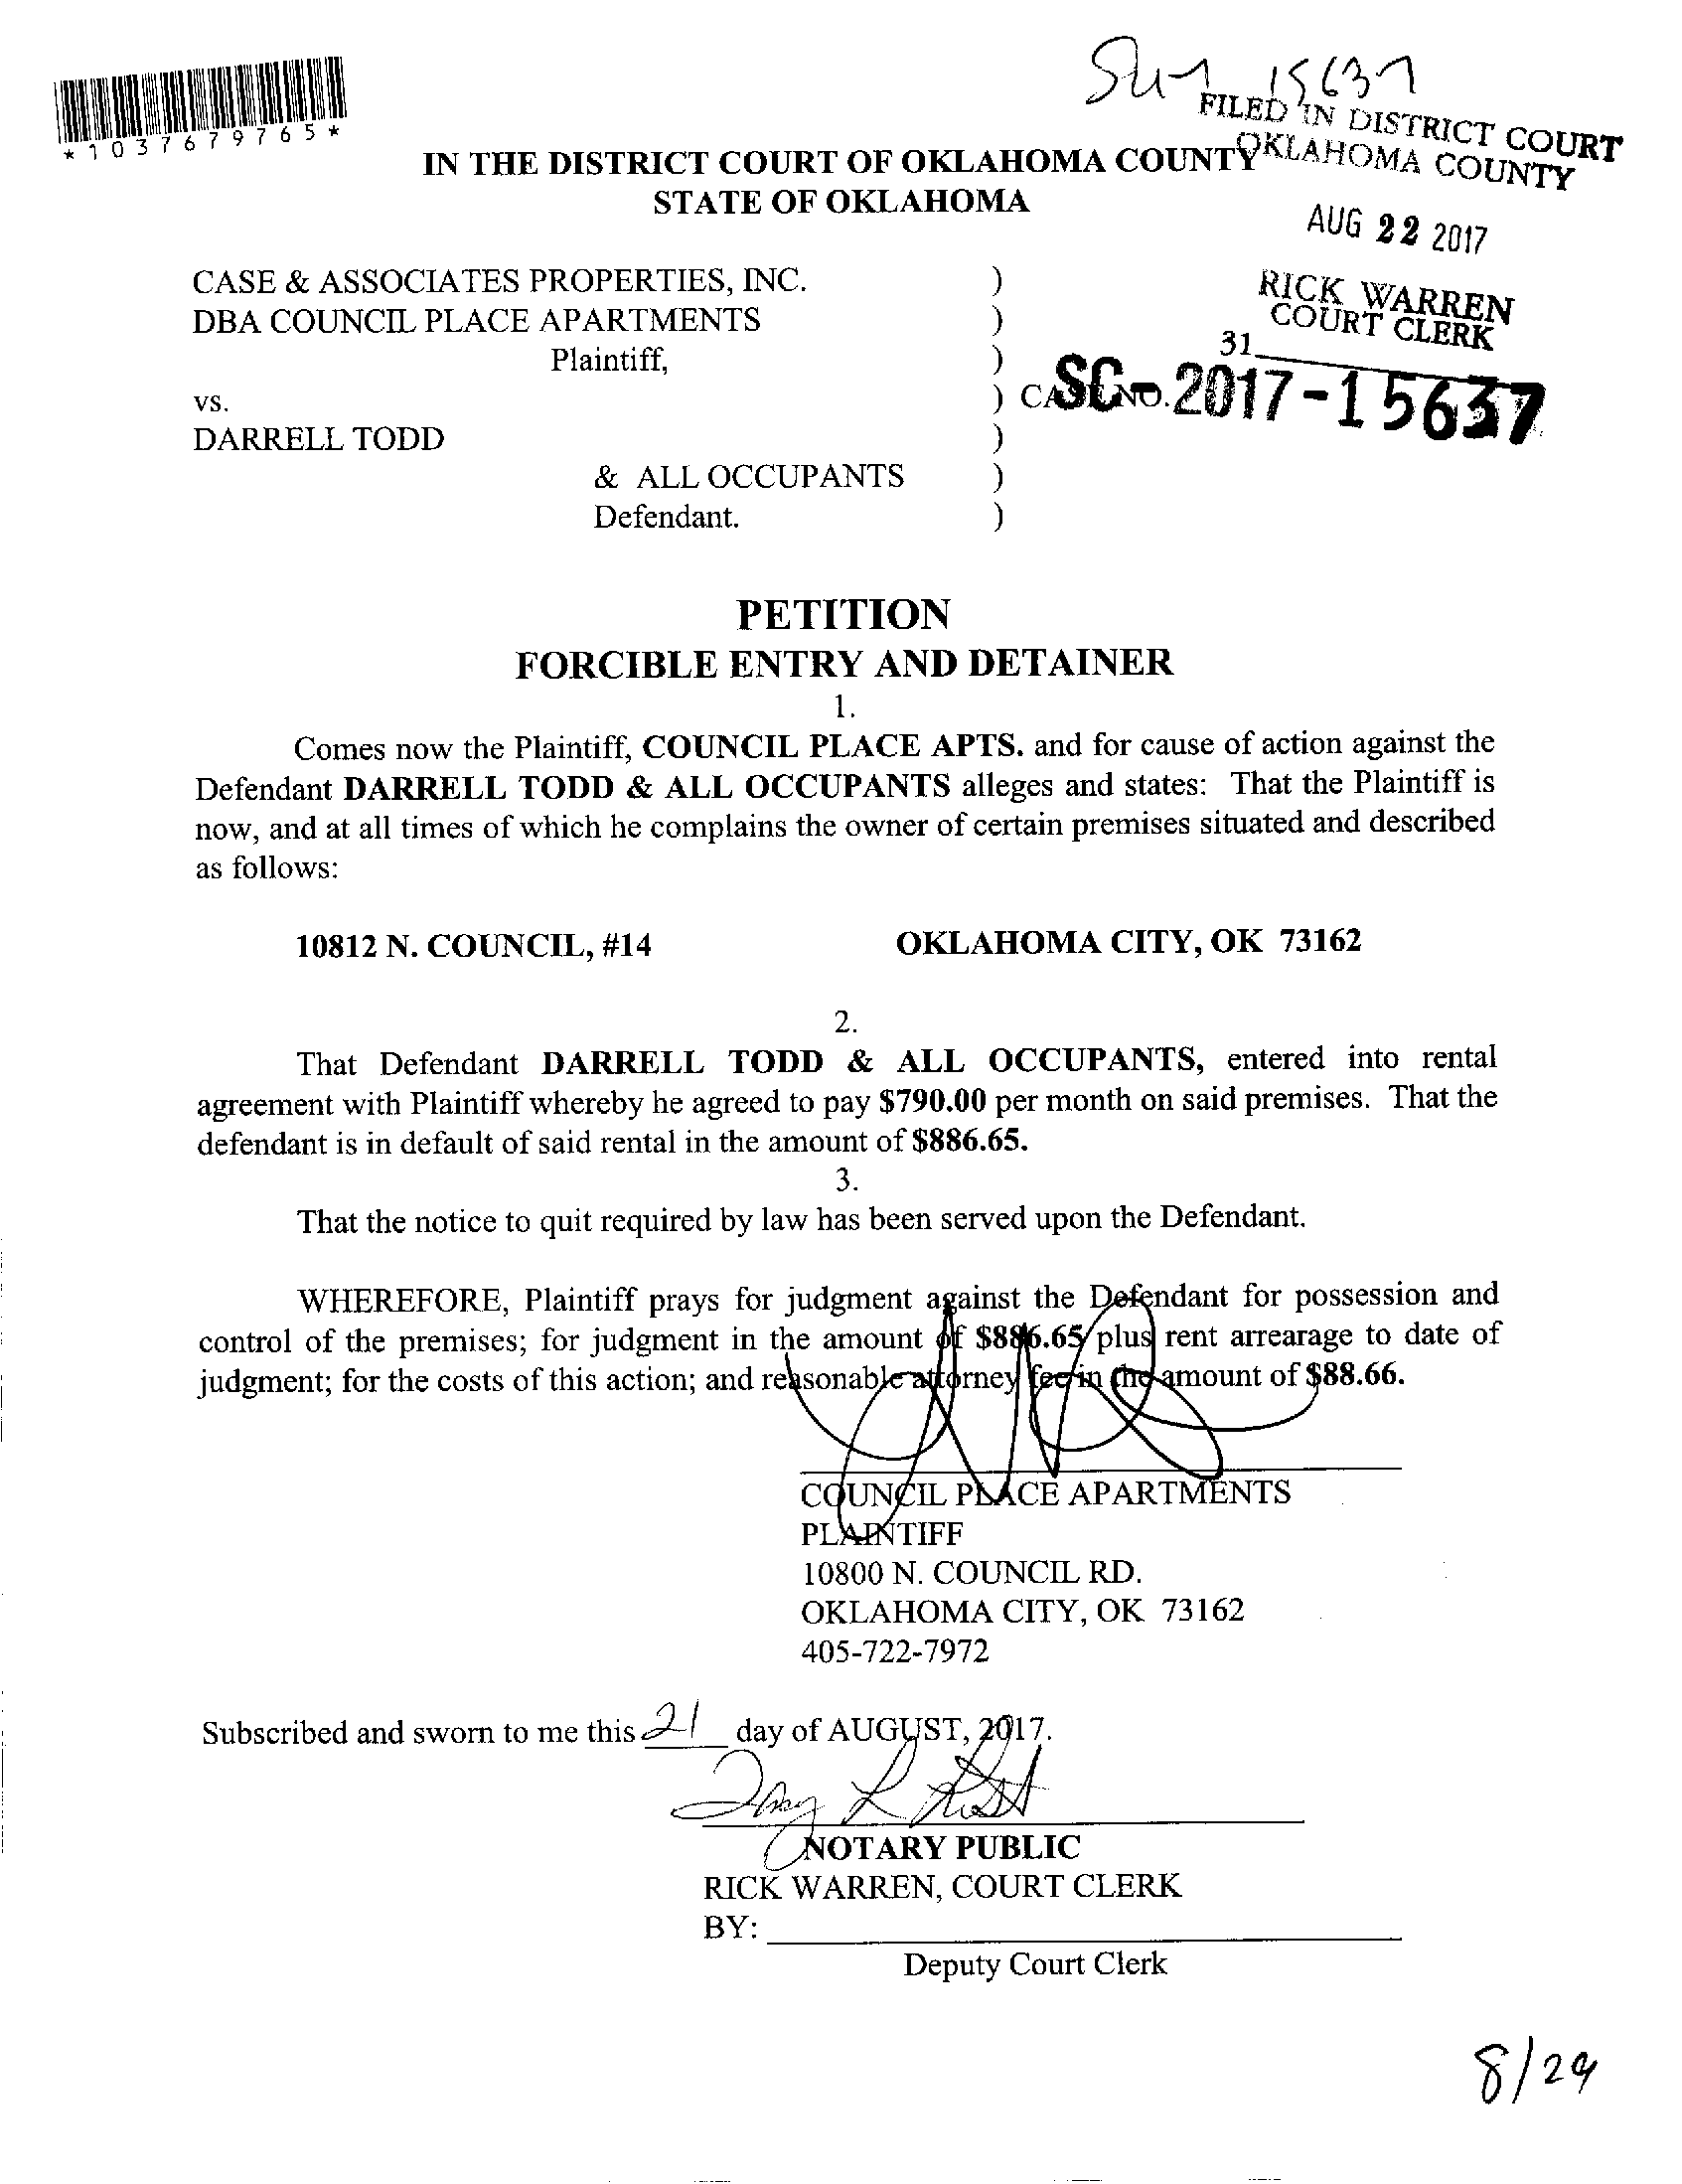 *1037679765*
15637
FILED IN DISTRICT COURT
OKLAHOMA COUNTY
IN THE DISTRICT COURT OF OKLAHOMA COUNTY
STATE OF OKLAHOMA
AUG 22 2017
RICK WARREN
COURT CLERK
31
CASE & ASSOCIATES PROPERTIES, INC. )
DBA COUNCIL PLACE APARTMENTS )
Plaintiff, )
vs. ) CASE NO. SC-2017-15637
DARRELL TODD )
& ALL OCCUPANTS )
Defendant. )
PETITION
FORCIBLE ENTRY AND DETAINER
1.
Comes now the Plaintiff, COUNCIL PLACE APTS. and for cause of action against the
Defendant DARRELL TODD & ALL OCCUPANTS alleges and states: That the Plaintiff is
now, and at all times of which he complains the owner of certain premises situated and described
as follows:
10812 N. COUNCIL, #14 OKLAHOMA CITY, OK 73162
2.
That Defendant DARRELL TODD & ALL OCCUPANTS, entered into rental
agreement with Plaintiff whereby he agreed to pay $790.00 per month on said premises. That the
defendant is in default of said rental in the amount of $886.65.
3.
That the notice to quit required by law has been served upon the Defendant.
WHEREFORE, Plaintiff prays for judgment against the Defendant for possession and
control of the premises; for judgment in the amount of $886.65 plus rent arrearage to date of
judgment; for the costs of this action; and reasonable attorney fee in the amount of $88.66.
COUNCIL PLACE APARTMENTS
PLAINTIFF
10800 N. COUNCIL RD.
OKLAHOMA CITY, OK 73162
405-722-7972
Subscribed and sworn to me this 21 day of AUGUST, 2017.
NOTARY PUBLIC
RICK WARREN, COURT CLERK
BY:
Deputy Court Clerk
8/29